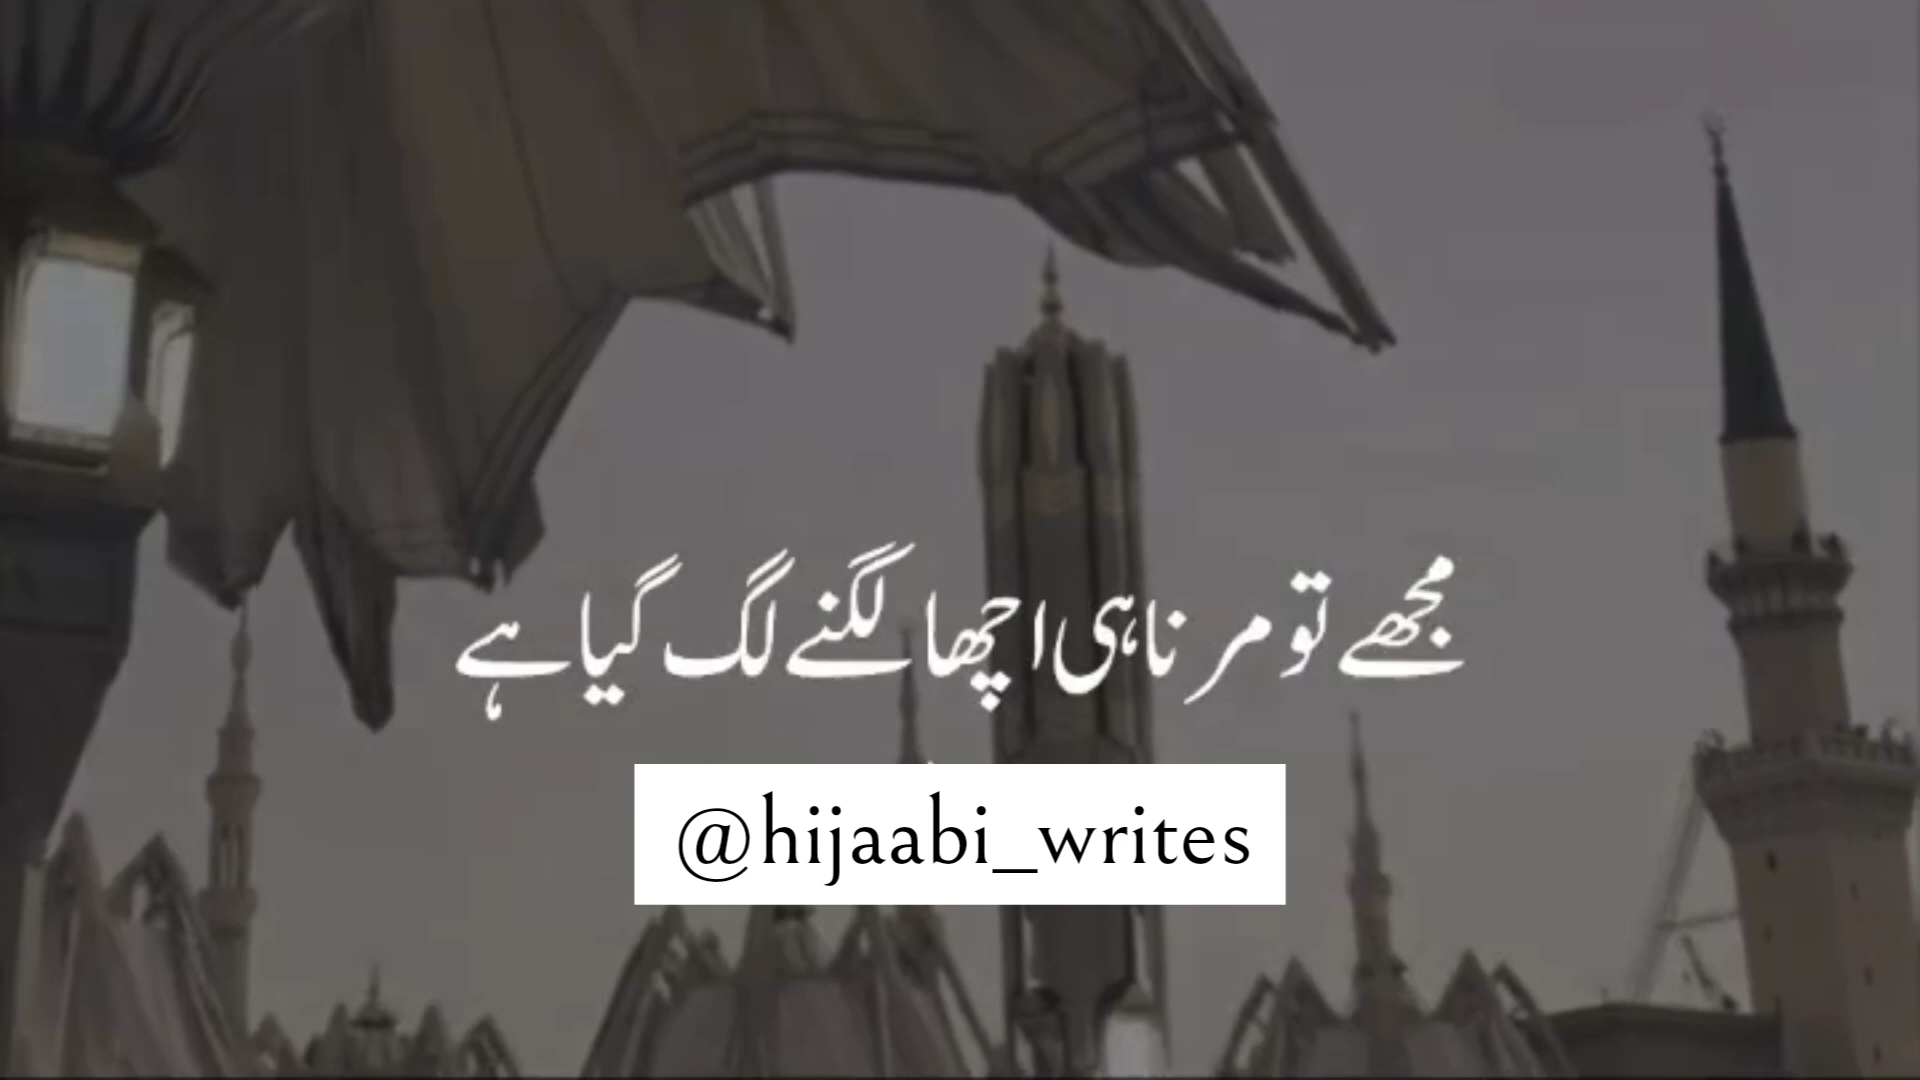 مجھے تو مرنا ہی اچھا لگنے لگ گیا ہے
@hijaabi_writes